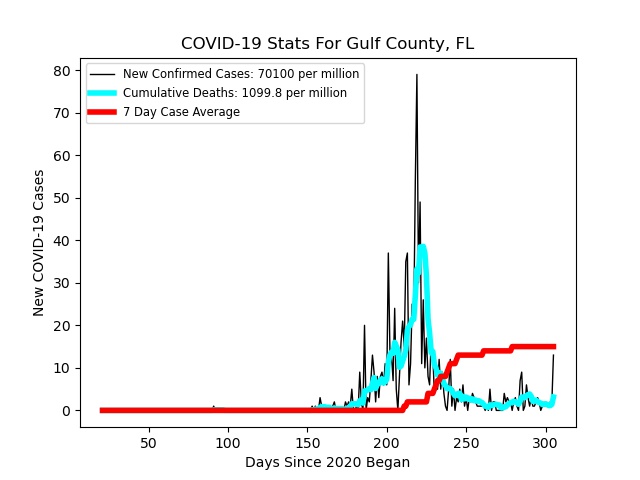 COVID-19 Stats For Gulf County, FL
New Confirmed Cases: 70100 per million
Cumulative Deaths: 1099.8 per million
7 Day Case Average
80
70
60
50
40
30
20
10
0
New COVID-19 Cases
50 100 150 200 250 300
Days Since 2020 Began